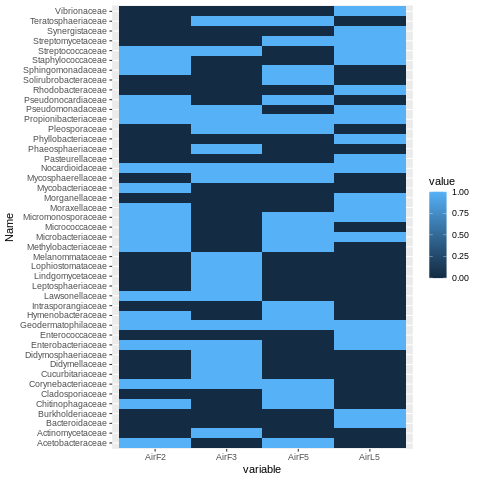 Vibrionaceae
Teratosphaeriaceae
Synergistaceae
Streptomycetaceae
Streptococcaceae
Staphylococcaceae
Sphingomonadaceae
Solirubrobacteraceae
Rhodobacteraceae
Pseudonocardiaceae
Pseudomonadaceae
Propionibacteriaceae
Pleosporaceae
Phyllobacteriaceae
Phaeosphaeriaceae
Pasteurellaceae
Nocardioidaceae
Mycosphaerellaceae
Mycobacteriaceae
Morganellaceae
Moraxellaceae
Micromonosporaceae
Micrococcaceae
Microbacteriaceae
Methylobacteriaceae
Melanommataceae
Lophiostomataceae
Lindgomycetaceae
Leptosphaeriaceae
Lawsonellaceae
Intrasporangiaceae
Hymenobacteraceae
Geodermatophilaceae
Enterococcaceae
Enterobacteriaceae
Didymosphaeriaceae
Didymellaceae
Cucurbitariaceae
Corynebacteriaceae
Cladosporiaceae
Chitinophagaceae
Burkholderiaceae
Bacteroidaceae
Actinomycetaceae
Acetobacteraceae
Name
AirF2 AirF3 AirF5 AirL5
variable
value
1.00
0.75
0.50
0.25
0.00